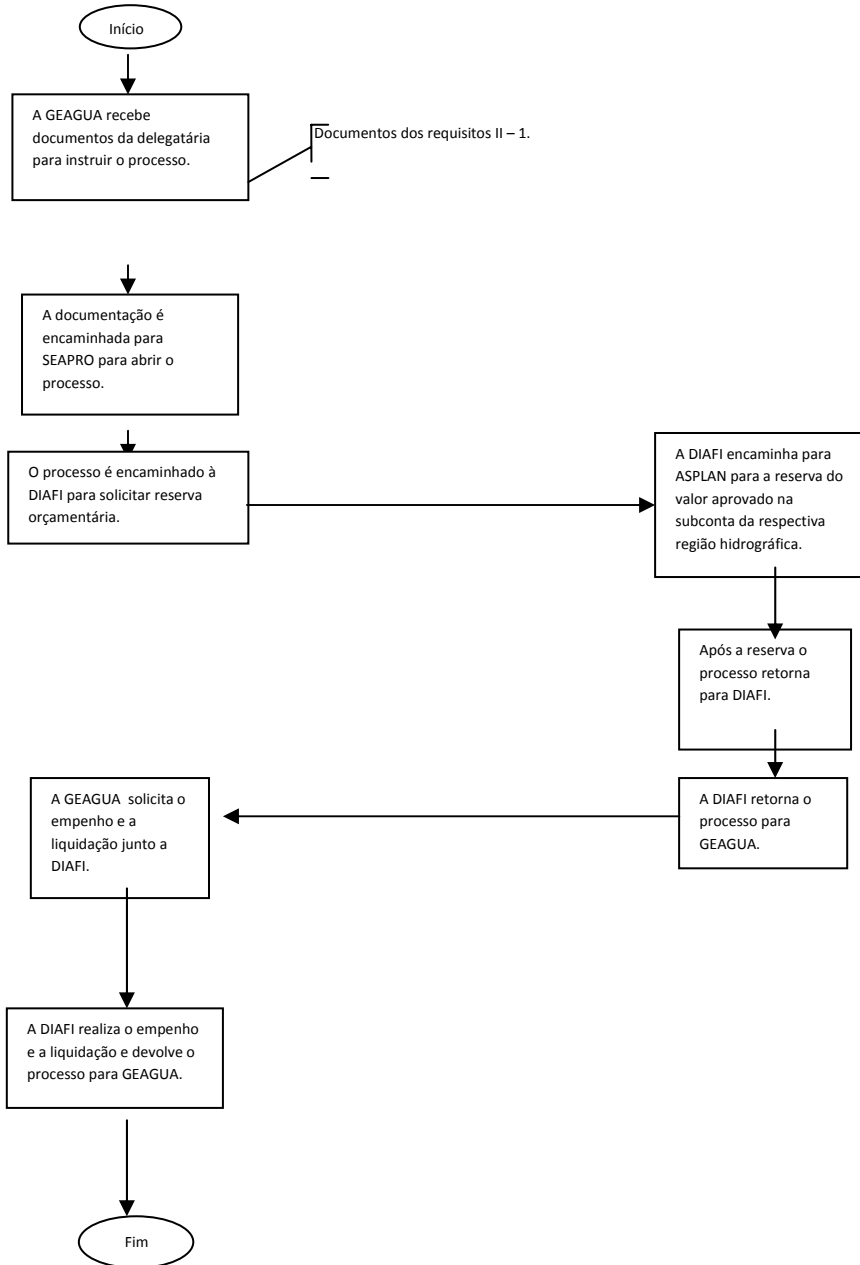 Início
A GEAGUA recebe
documentos da delegatária
para instruir o processo.
Documentos dos requisitos II – 1.
A documentação é
encaminhada para
SEAPRO para abrir o
processo.
O processo é encaminhado à
DIAFI para solicitar reserva
orçamentária.
A DIAFI encaminha para
ASPLAN para a reserva do
valor aprovado na
subconta da respectiva
região hidrográfica.
Após a reserva o
processo retorna
para DIAFI.
A DIAFI retorna o
processo para
GEAGUA.
A GEAGUA solicita o
empenho e a
liquidação junto a
DIAFI.
A DIAFI realiza o empenho
e a liquidação e devolve o
processo para GEAGUA.
Fim